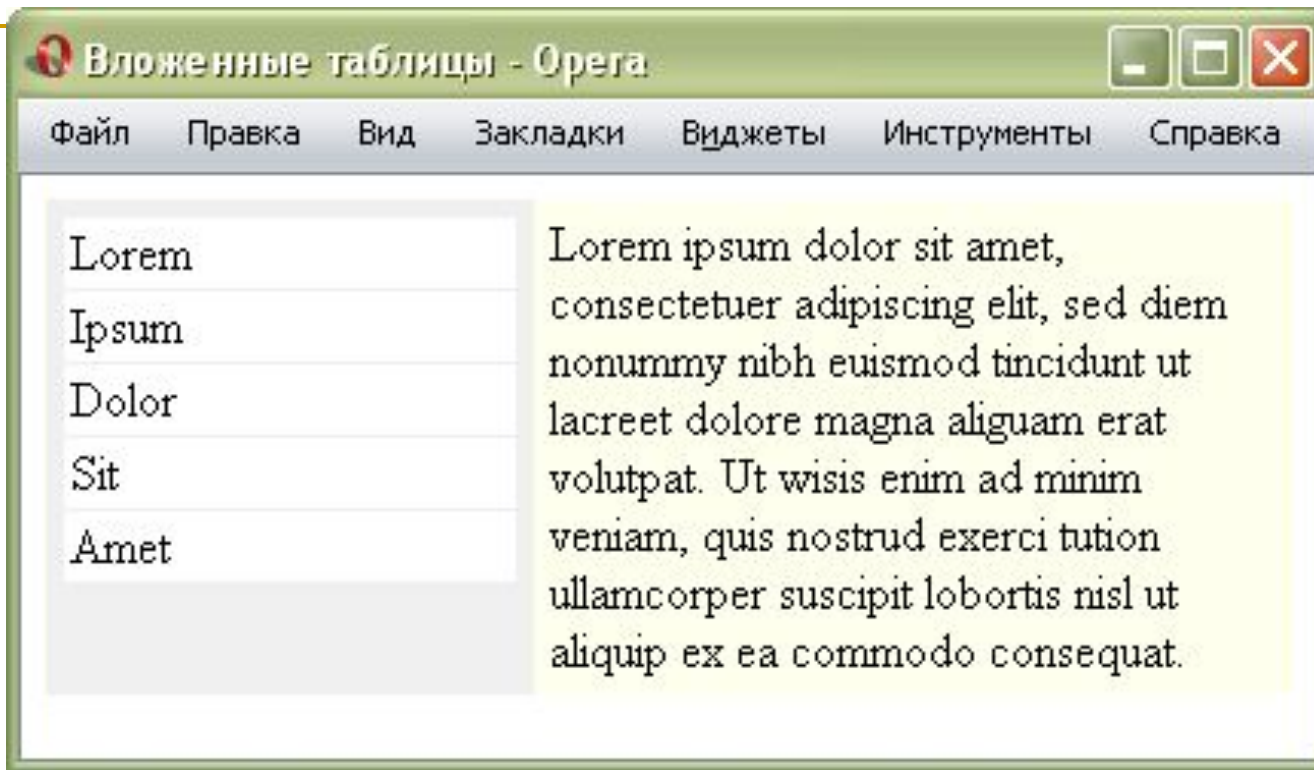 Вложенные таблицы - Opera
Файл Правка Вид Закладки Виджеты Инструменты Справка
Lorem
Ipsum
Dolor
Sit
Amet
Lorem ipsum dolor sit amet,
consectetuer adipiscing elit, sed diem
nonummy nibh euismod tincidunt ut
lacreet dolore magna aliguam erat
volutpat. Ut wisis enim ad minim
veniam, quis nostrud exerci tution
ullamcorper suscipit lobortis nisl ut
aliquip ex ea commodo consequat.